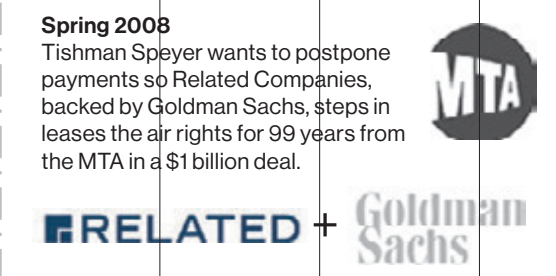 Spring 2008
Tishman Speyer wants to postpone
payments so Related Companies,
backed by Goldman Sachs, steps in
leases the air rights for 99 years from
the MTA in a $1 billion deal.
MTA
RELATED + Goldman
Sachs